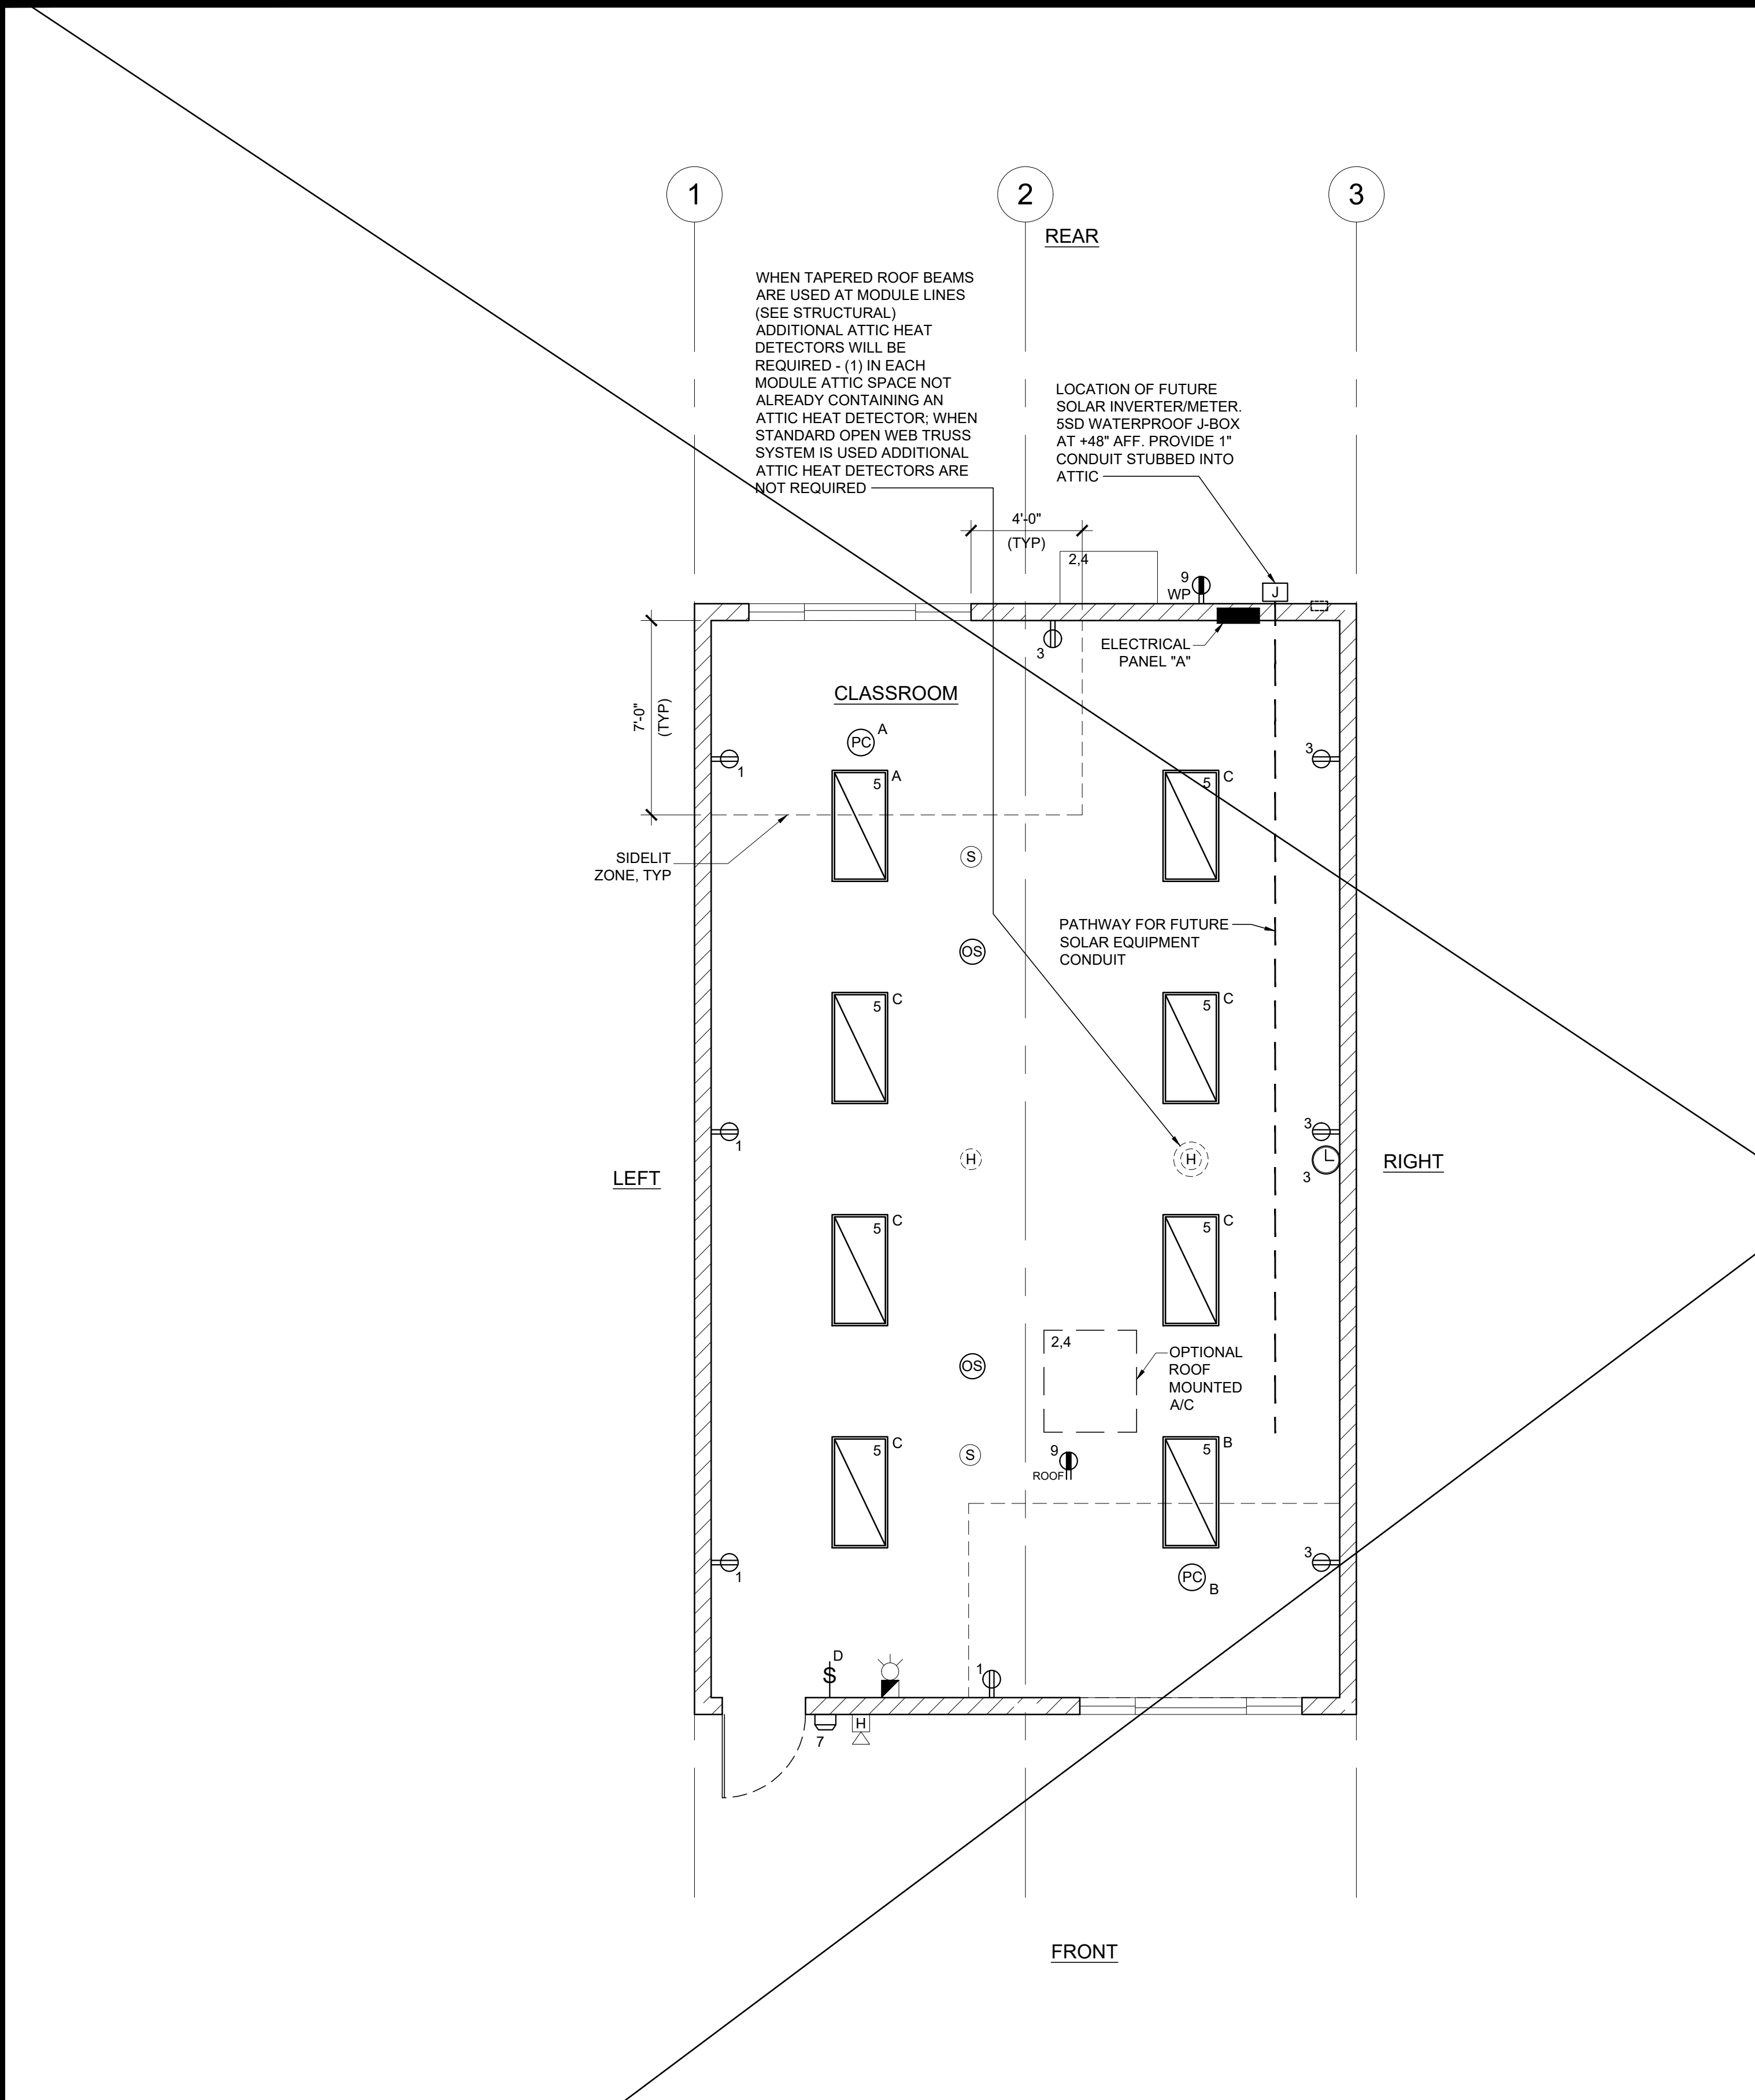 1
2
3
REAR
WHEN TAPERED ROOF BEAMS
ARE USED AT MODULE LINES
(SEE STRUCTURAL)
ADDITIONAL ATTIC HEAT
DETECTORS WILL BE
REQUIRED - (1) IN EACH
MODULE ATTIC SPACE NOT
ALREADY CONTAINING AN
ATTIC HEAT DETECTOR; WHEN
STANDARD OPEN WEB TRUSS
SYSTEM IS USED ADDITIONAL
ATTIC HEAT DETECTORS ARE
NOT REQUIRED
LOCATION OF FUTURE
SOLAR INVERTER/METER.
5SD WATERPROOF J-BOX
AT +48" AFF. PROVIDE 1"
CONDUIT STUBBED INTO
ATTIC
4'-0"
(TYP)
2,4
9
WP
J
3
ELECTRICAL
PANEL "A"
CLASSROOM
7'-0"
(TYP)
PC
A
1
3
5
A
5
C
SIDELIT
ZONE, TYP
S
PATHWAY FOR FUTURE
SOLAR EQUIPMENT
CONDUIT
OS
5
C
5
C
1
3
H
H
3
LEFT
RIGHT
5
C
5
C
2,4
OPTIONAL
ROOF
MOUNTED
A/C
OS
5
C
S
9
ROOF
5
B
1
3
PC
B
D
S
1
7
H
FRONT